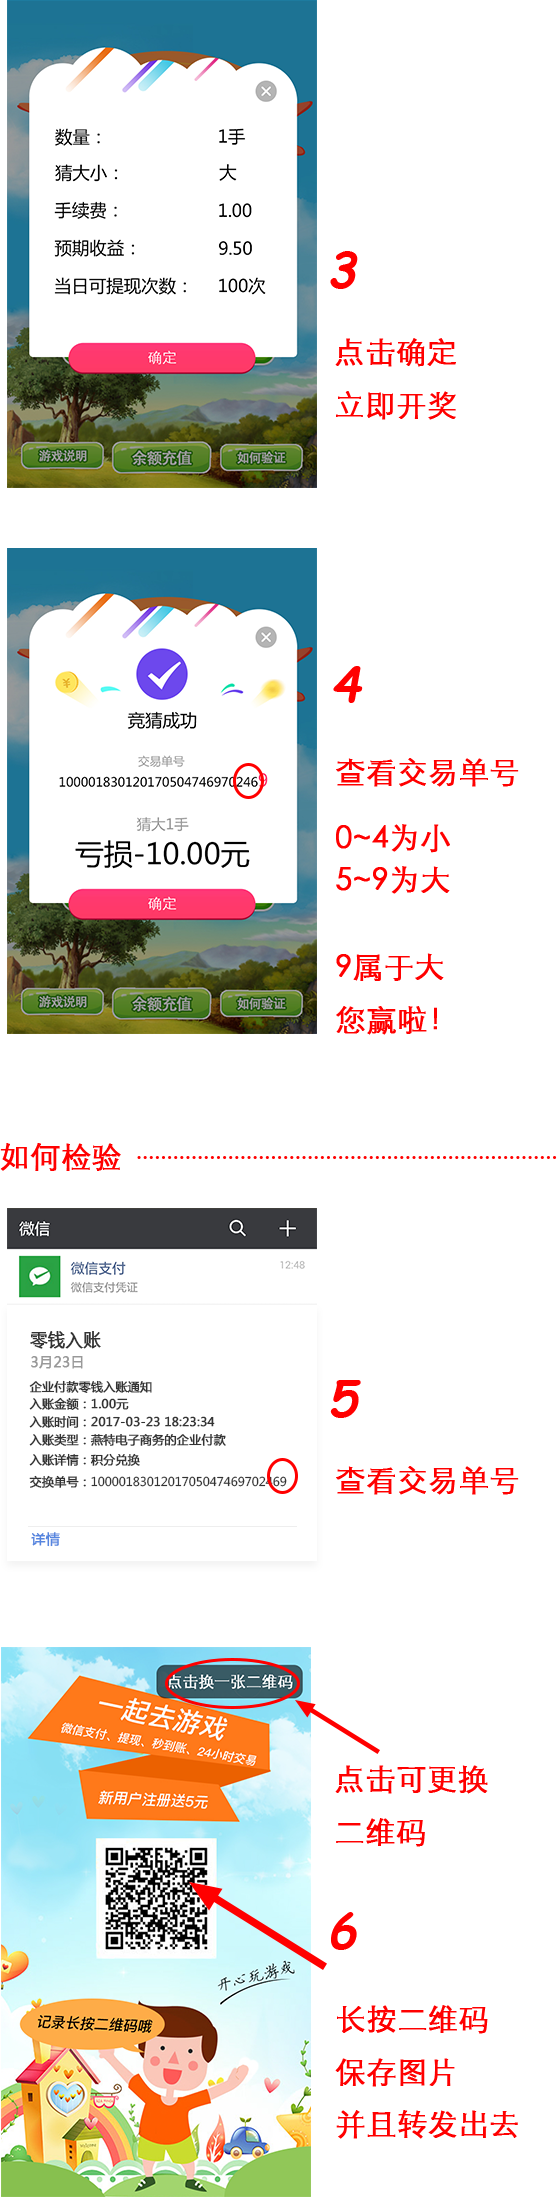 数量：
1手
猜大小：
大
手续费：
1.00
预期收益：
9.50
当日可提现次数：
100次
确定
游戏说明
余额充值
如何验证
3
点击确定
立即开奖
竞猜成功
交易单号
1000018301201705047469702469
猜大1手
亏损-10.00元
确定
游戏说明
余额充值
如何验证
4
查看交易单号
0~4为小
5~9为大
9属于大
您赢啦!
如何检验
微信
微信支付
12:48
微信支付凭证
零钱入账
3月23日
企业付款零钱入账通知
入账金额：1.00元
入账时间：2017-03-23 18:23:34
入账类型：燕特电子商务的企业付款
入账详情：积分兑换
交换单号：1000018301201705047469702469
详情
5
查看交易单号
点击换一张二维码
一起去游戏
微信支付、提现、秒到账、24小时交易
新用户注册送5元
开心玩游戏
记录长按二维码哦
点击可更换
二维码
6
长按二维码
保存图片
并且转发出去